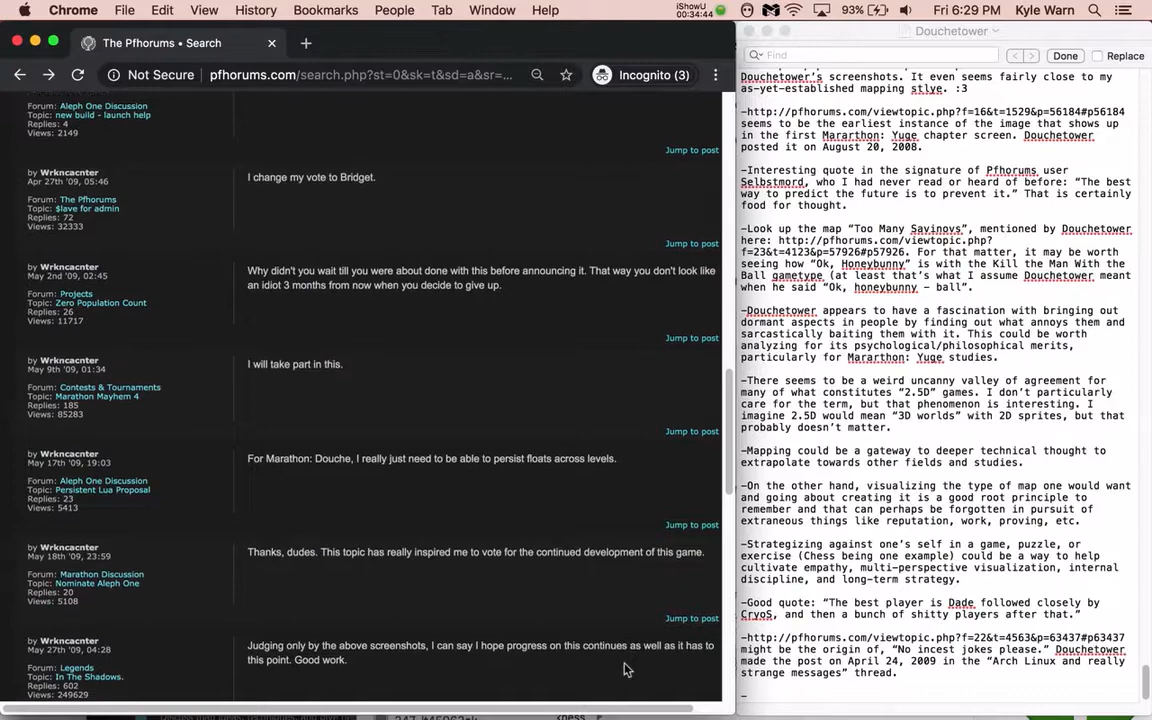 Chrome File Edit View History Bookmarks People Tab Window Help iShowU 00:34:44 93% Fri 6:29 PM Kyle Warn
The Pfhorums • Search
Not Secure pfhorums.com/search.php?st=0&sk=t&sd=a&sr=... Incognito (3)
Forum: Aleph One Discussion
Topic: new build - launch help
Replies: 4
Views: 2149
Jump to post
by Wrkncacnter
Apr 27th '09, 05:46
Forum: The Pfhorums
Topic: $lave for admin
Replies: 72
Views: 32333
I change my vote to Bridget.
Jump to post
by Wrkncacnter
May 2nd '09, 02:45
Forum: Projects
Topic: Zero Population Count
Replies: 26
Views: 11717
Why didn't you wait till you were about done with this before announcing it. That way you don't look like
an idiot 3 months from now when you decide to give up.
Jump to post
by Wrkncacnter
May 9th '09, 01:34
Forum: Contests & Tournaments
Topic: Marathon Mayhem 4
Replies: 185
Views: 85283
I will take part in this.
Jump to post
by Wrkncacnter
May 17th '09, 19:03
Forum: Aleph One Discussion
Topic: Persistent Lua Proposal
Replies: 23
Views: 5413
For Marathon: Douche, I really just need to be able to persist floats across levels.
Jump to post
by Wrkncacnter
May 18th '09, 23:59
Forum: Marathon Discussion
Topic: Nominate Aleph One
Replies: 20
Views: 5108
Thanks, dudes. This topic has really inspired me to vote for the continued development of this game.
Jump to post
by Wrkncacnter
May 27th '09, 04:28
Forum: Legends
Topic: In The Shadows.
Replies: 602
Views: 249629
Judging only by the above screenshots, I can say I hope progress on this continues as well as it has to
this point. Good work.
Douchetower
Find Done Replace
Douchetower's screenshots. It even seems fairly close to my
as-yet-established mapping stlye. :3
-http://pfhorums.com/viewtopic.php?f=16&t=1529&p=56184#p56184
seems to be the earliest instance of the image that shows up
in the first Mararthon: Yuge chapter screen. Douchetower
posted it on August 20, 2008.
-Interesting quote in the signature of Pfhorums user
Selbstmord, who I had never read or heard of before: “The best
way to predict the future is to prevent it.” That is certainly
food for thought.
-Look up the map “Too Many Savinovs”, mentioned by Douchetower
here: http://pfhorums.com/viewtopic.php?
f=23&t=4123&p=57926#p57926. For that matter, it may be worth
seeing how “Ok, Honeybunny” is with the Kill the Man With the
Ball gametype (at least that’s what I assume Douchetower meant
when he said “Ok, honeybunny - ball”.
-Douchetower appears to have a fascination with bringing out
dormant aspects in people by finding out what annoys them and
sarcastically baiting them with it. This could be worth
analyzing for its psychological/philosophical merits,
particularly for Mararthon: Yuge studies.
-There seems to be a weird uncanny valley of agreement for
many of what constitutes “2.5D” games. I don’t particularly
care for the term, but that phenomenon is interesting. I
imagine 2.5D would mean “3D worlds” with 2D sprites, but that
probably doesn’t matter.
-Mapping could be a gateway to deeper technical thought to
extrapolate towards other fields and studies.
-On the other hand, visualizing the type of map one would want
and going about creating it is a good root principle to
remember and that can perhaps be forgotten in pursuit of
extraneous things like reputation, work, proving, etc.
-Strategizing against one’s self in a game, puzzle, or
exercise (Chess being one example) could be a way to help
cultivate empathy, multi-perspective visualization, internal
discipline, and long-term strategy.
-Good quote: “The best player is Dade followed closely by
CryoS, and then a bunch of shitty players after that.”
-http://pfhorums.com/viewtopic.php?f=22&t=4563&p=63437#p63437
might be the origin of, “No incest jokes please.” Douchetower
made the post on April 24, 2009 in the “Arch Linux and really
strange messages” thread.
-